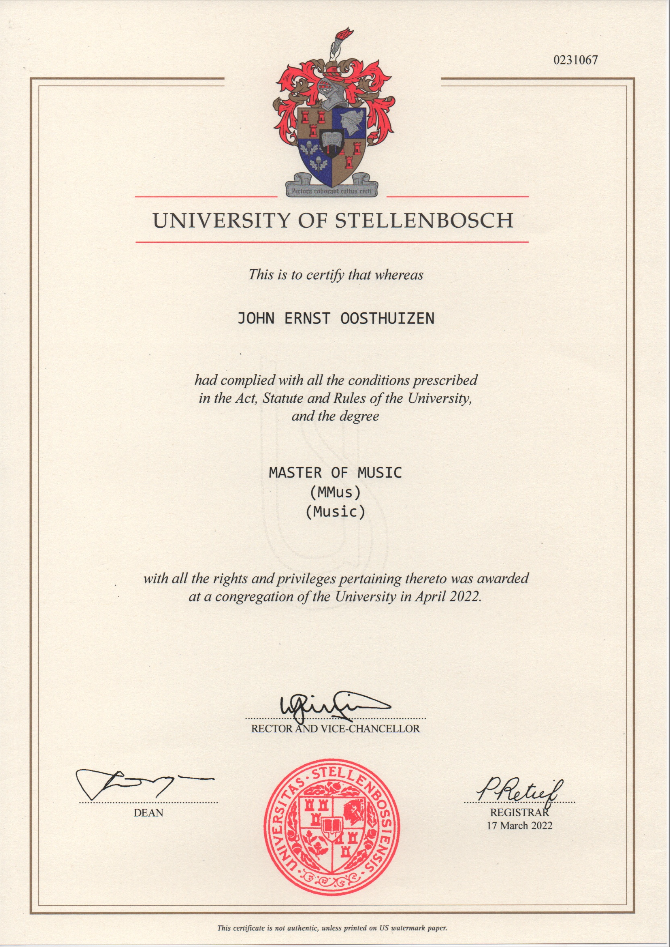 0231067
Pectora roborant cultus recti
UNIVERSITY OF STELLENBOSCH
This is to certify that whereas
JOHN ERNST OOSTHUIZEN
had complied with all the conditions prescribed
in the Act, Statute and Rules of the University,
and the degree
MASTER OF MUSIC
(MMus)
(Music)
with all the rights and privileges pertaining thereto was awarded
at a congregation of the University in April 2022.
RECTOR AND VICE-CHANCELLOR
DEAN
UNIVERSITAS · STELLENBOSSIENSIS
P Retief
REGISTRAR
17 March 2022
This certificate is not authentic, unless printed on US watermark paper.